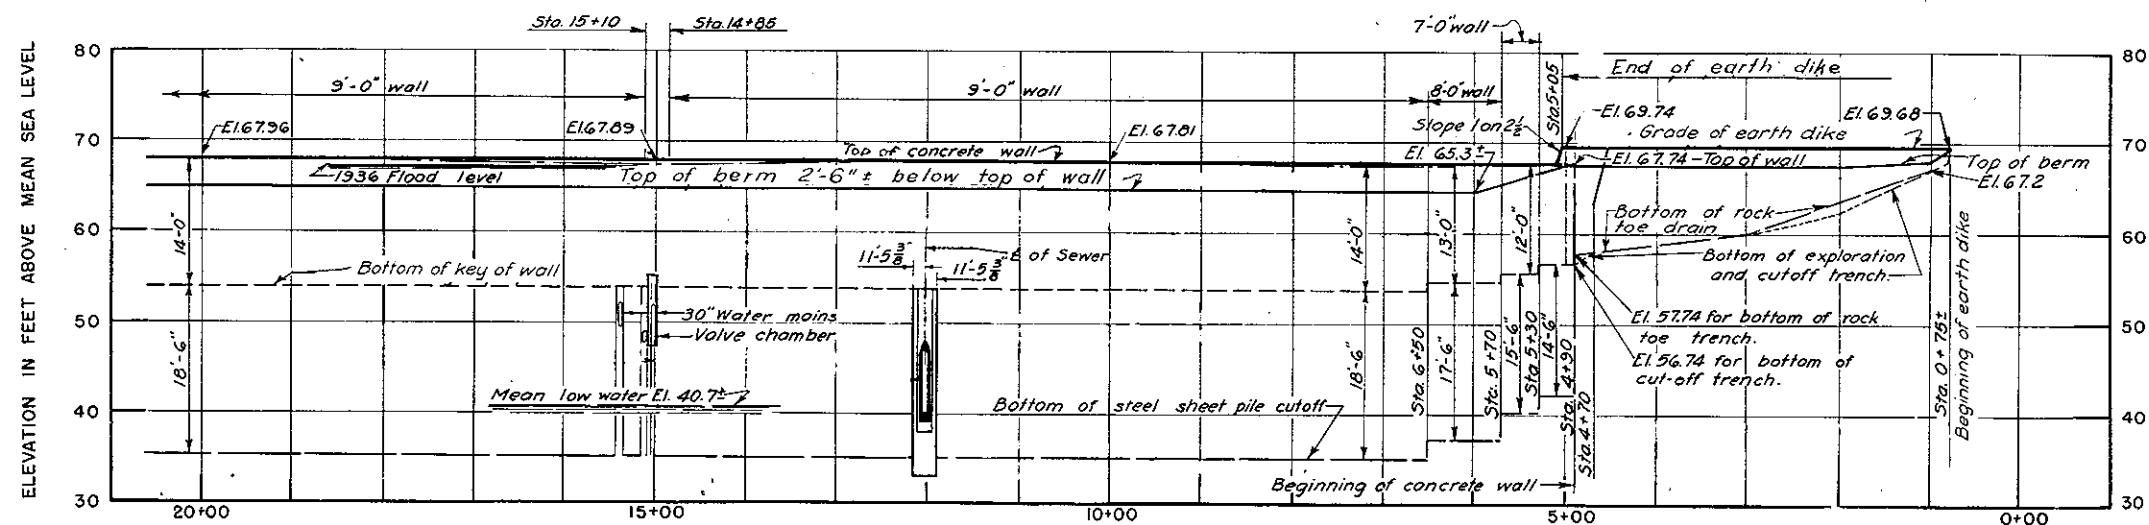 Sta. 15+10
Sta. 14+85
7'-0" wall
ELEVATION IN FEET ABOVE MEAN SEA LEVEL
80
70
60
50
40
30
9'-0" wall
9'-0" wall
8'-0" wall
Sta. 5+05
End of earth dike
80
70
60
50
40
30
El. 67.96
El. 67.89
El. 67.81
Slope 1 on 2½
El. 69.74
El. 69.68
Grade of earth dike
Top of concrete wall
El. 65.3±
El. 67.74 - Top of wall
Top of berm
El. 67.2
1936 Flood level
Top of berm 2'-6"± below top of wall
14'-0"
18'-6"
Bottom of key of wall
11'-5 3/8"
11'-5 3/8"
℄ of Sewer
14'-0"
13'-0"
12'-0"
Bottom of rock
toe drain
Bottom of exploration
and cutoff trench.
30" Water mains
Valve chamber
Mean low water El. 40.7±
18'-6"
17'-6"
15'-6"
14'-6"
Sta. 6+50
Sta. 5+70
Sta. 5+30
Sta. 4+90
Sta. 4+70
El. 57.74 for bottom of rock
toe trench.
El. 56.74 for bottom of
cut-off trench.
Sta. 0+75±
Beginning of earth dike
Bottom of steel sheet pile cutoff
Beginning of concrete wall
20+00
15+00
10+00
5+00
0+00